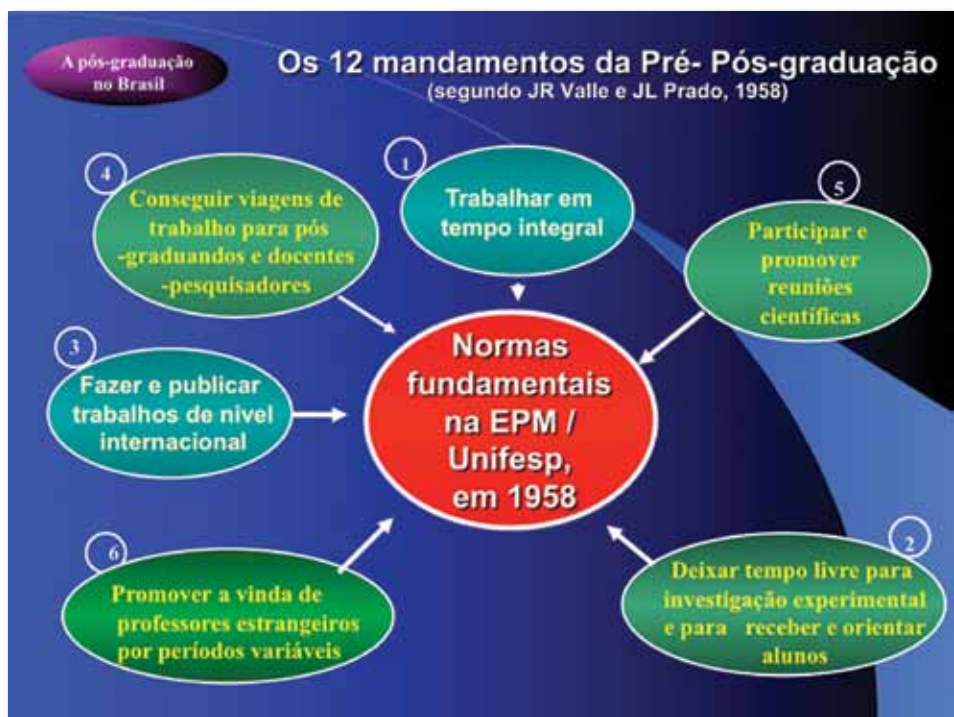 A pós-graduação
no Brasil
Os 12 mandamentos da Pré- Pós-graduação
(segundo JR Valle e JL Prado, 1958)
1
Trabalhar em
tempo integral
4
Conseguir viagens de
trabalho para pós
-graduandos e docentes
-pesquisadores
5
Participar e
promover
reuniões
científicas
3
Fazer e publicar
trabalhos de nivel
internacional
Normas
fundamentais
na EPM /
Unifesp,
em 1958
6
Promover a vinda de
professores estrangeiros
por períodos variáveis
2
Deixar tempo livre para
investigação experimental
e para receber e orientar
alunos